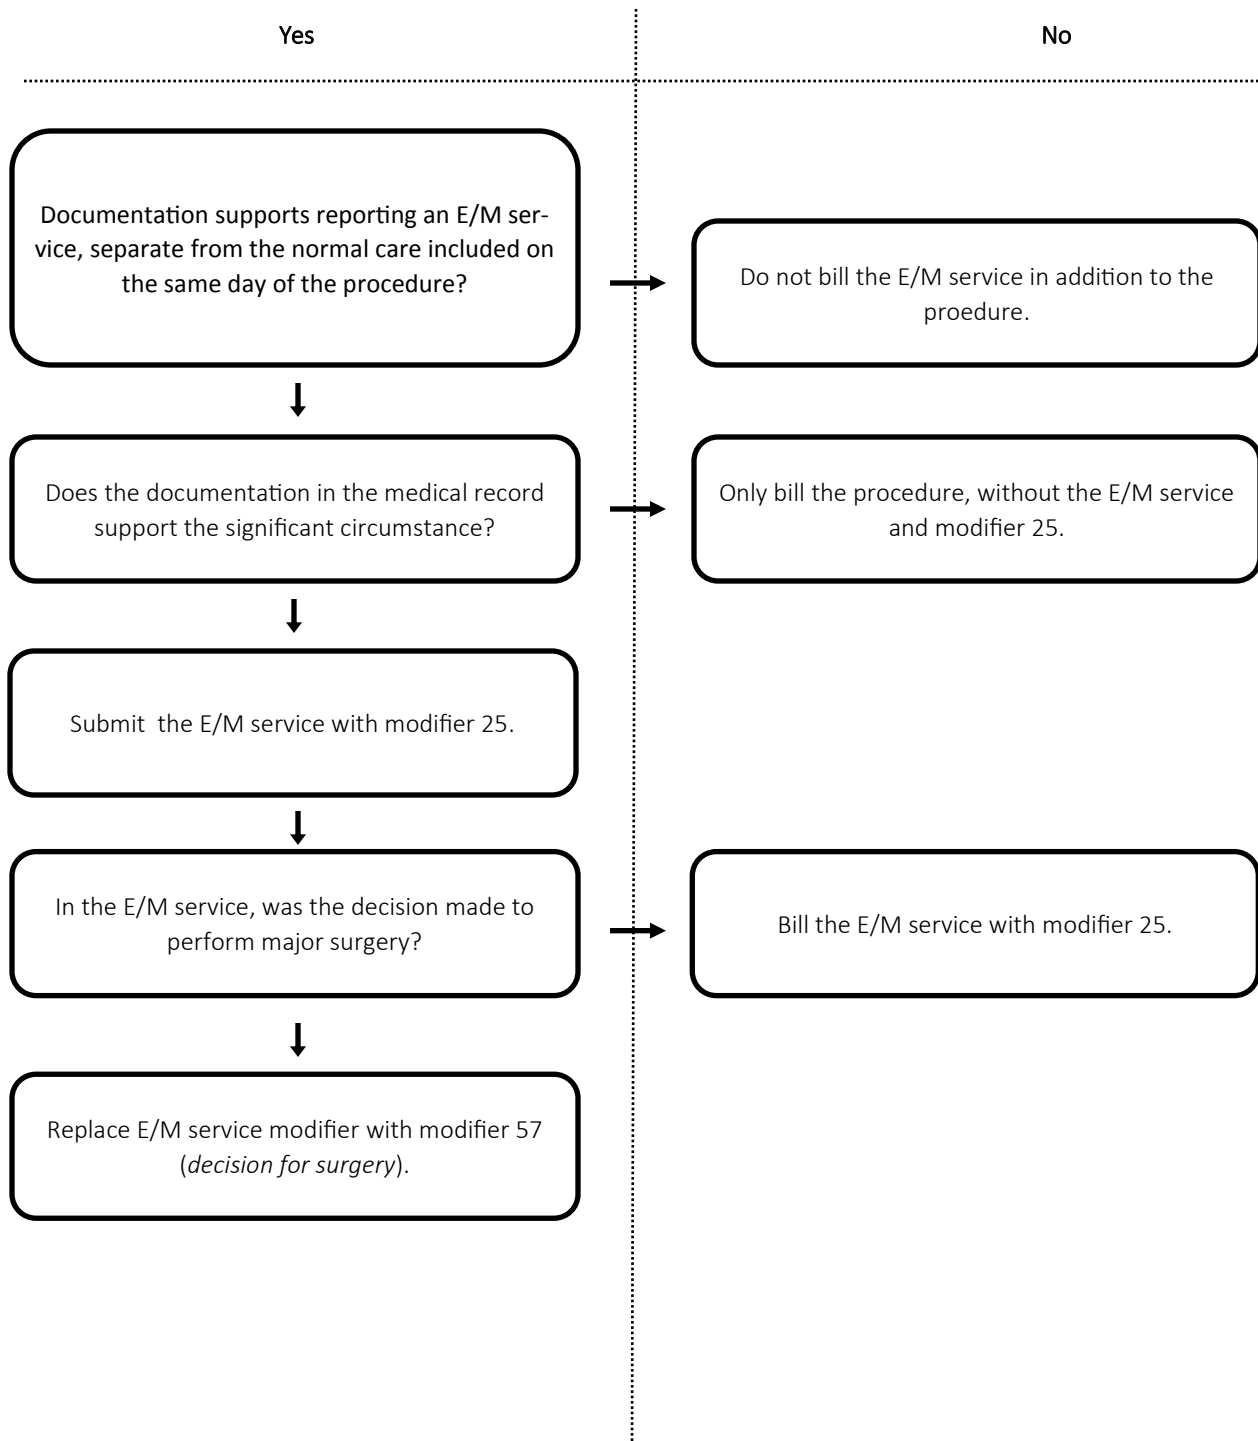 Yes
No
Documentation supports reporting an E/M ser-
vice, separate from the normal care included on
the same day of the procedure?
Do not bill the E/M service in addition to the
proedure.
Does the documentation in the medical record
support the significant circumstance?
Only bill the procedure, without the E/M service
and modifier 25.
Submit  the E/M service with modifier 25.
In the E/M service, was the decision made to
perform major surgery?
Bill the E/M service with modifier 25.
Replace E/M service modifier with modifier 57
(decision for surgery).